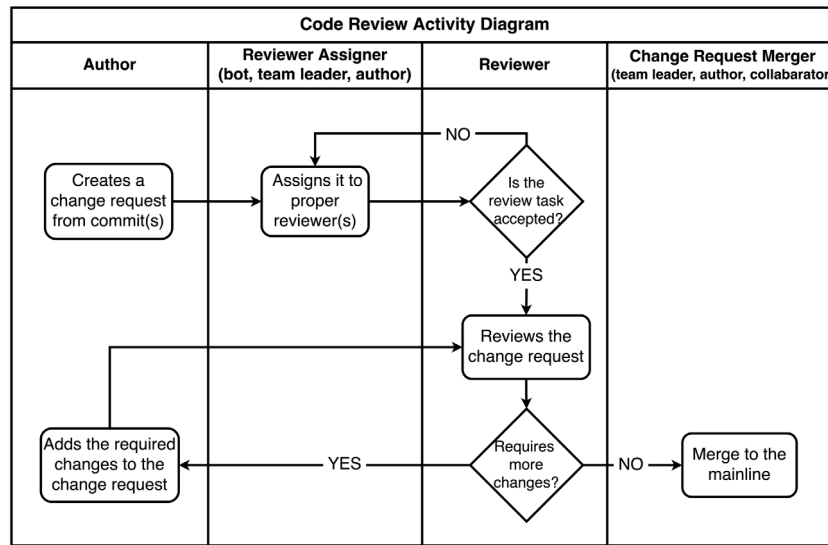 Code Review Activity Diagram
Author
Reviewer Assigner
(bot, team leader, author)
Reviewer
Change Request Merger
(team leader, author, collabarator)
NO
Creates a
change request
from commit(s)
Assigns it to
proper
reviewer(s)
Is the
review task
accepted?
YES
Reviews the
change request
Adds the required
changes to the
change request
YES
Requires
more
changes?
NO
Merge to the
mainline